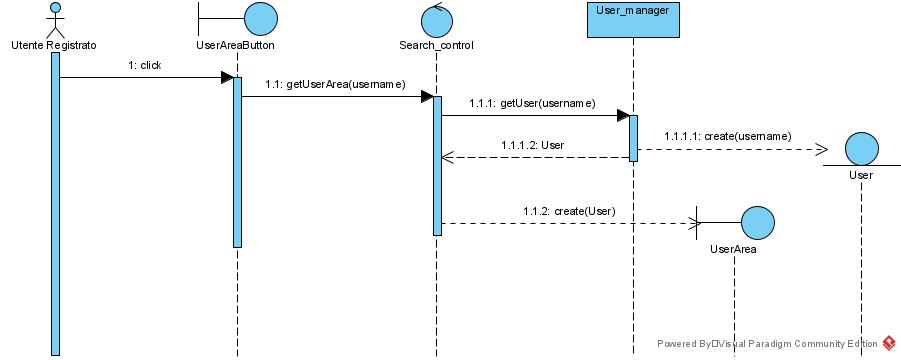 Utente Registrato
UserAreaButton
Search_control
User_manager
1: click
1.1: getUserArea(username)
1.1.1: getUser(username)
1.1.1.1: create(username)
1.1.1.2: User
User
1.1.2: create(User)
UserArea
Powered By□Visual Paradigm Community Edition